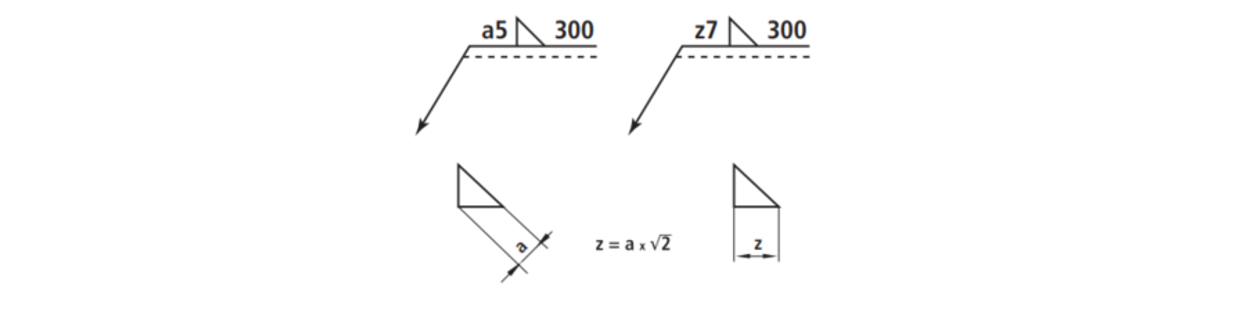 a5 300
z7 300
a
z = a x √2
z